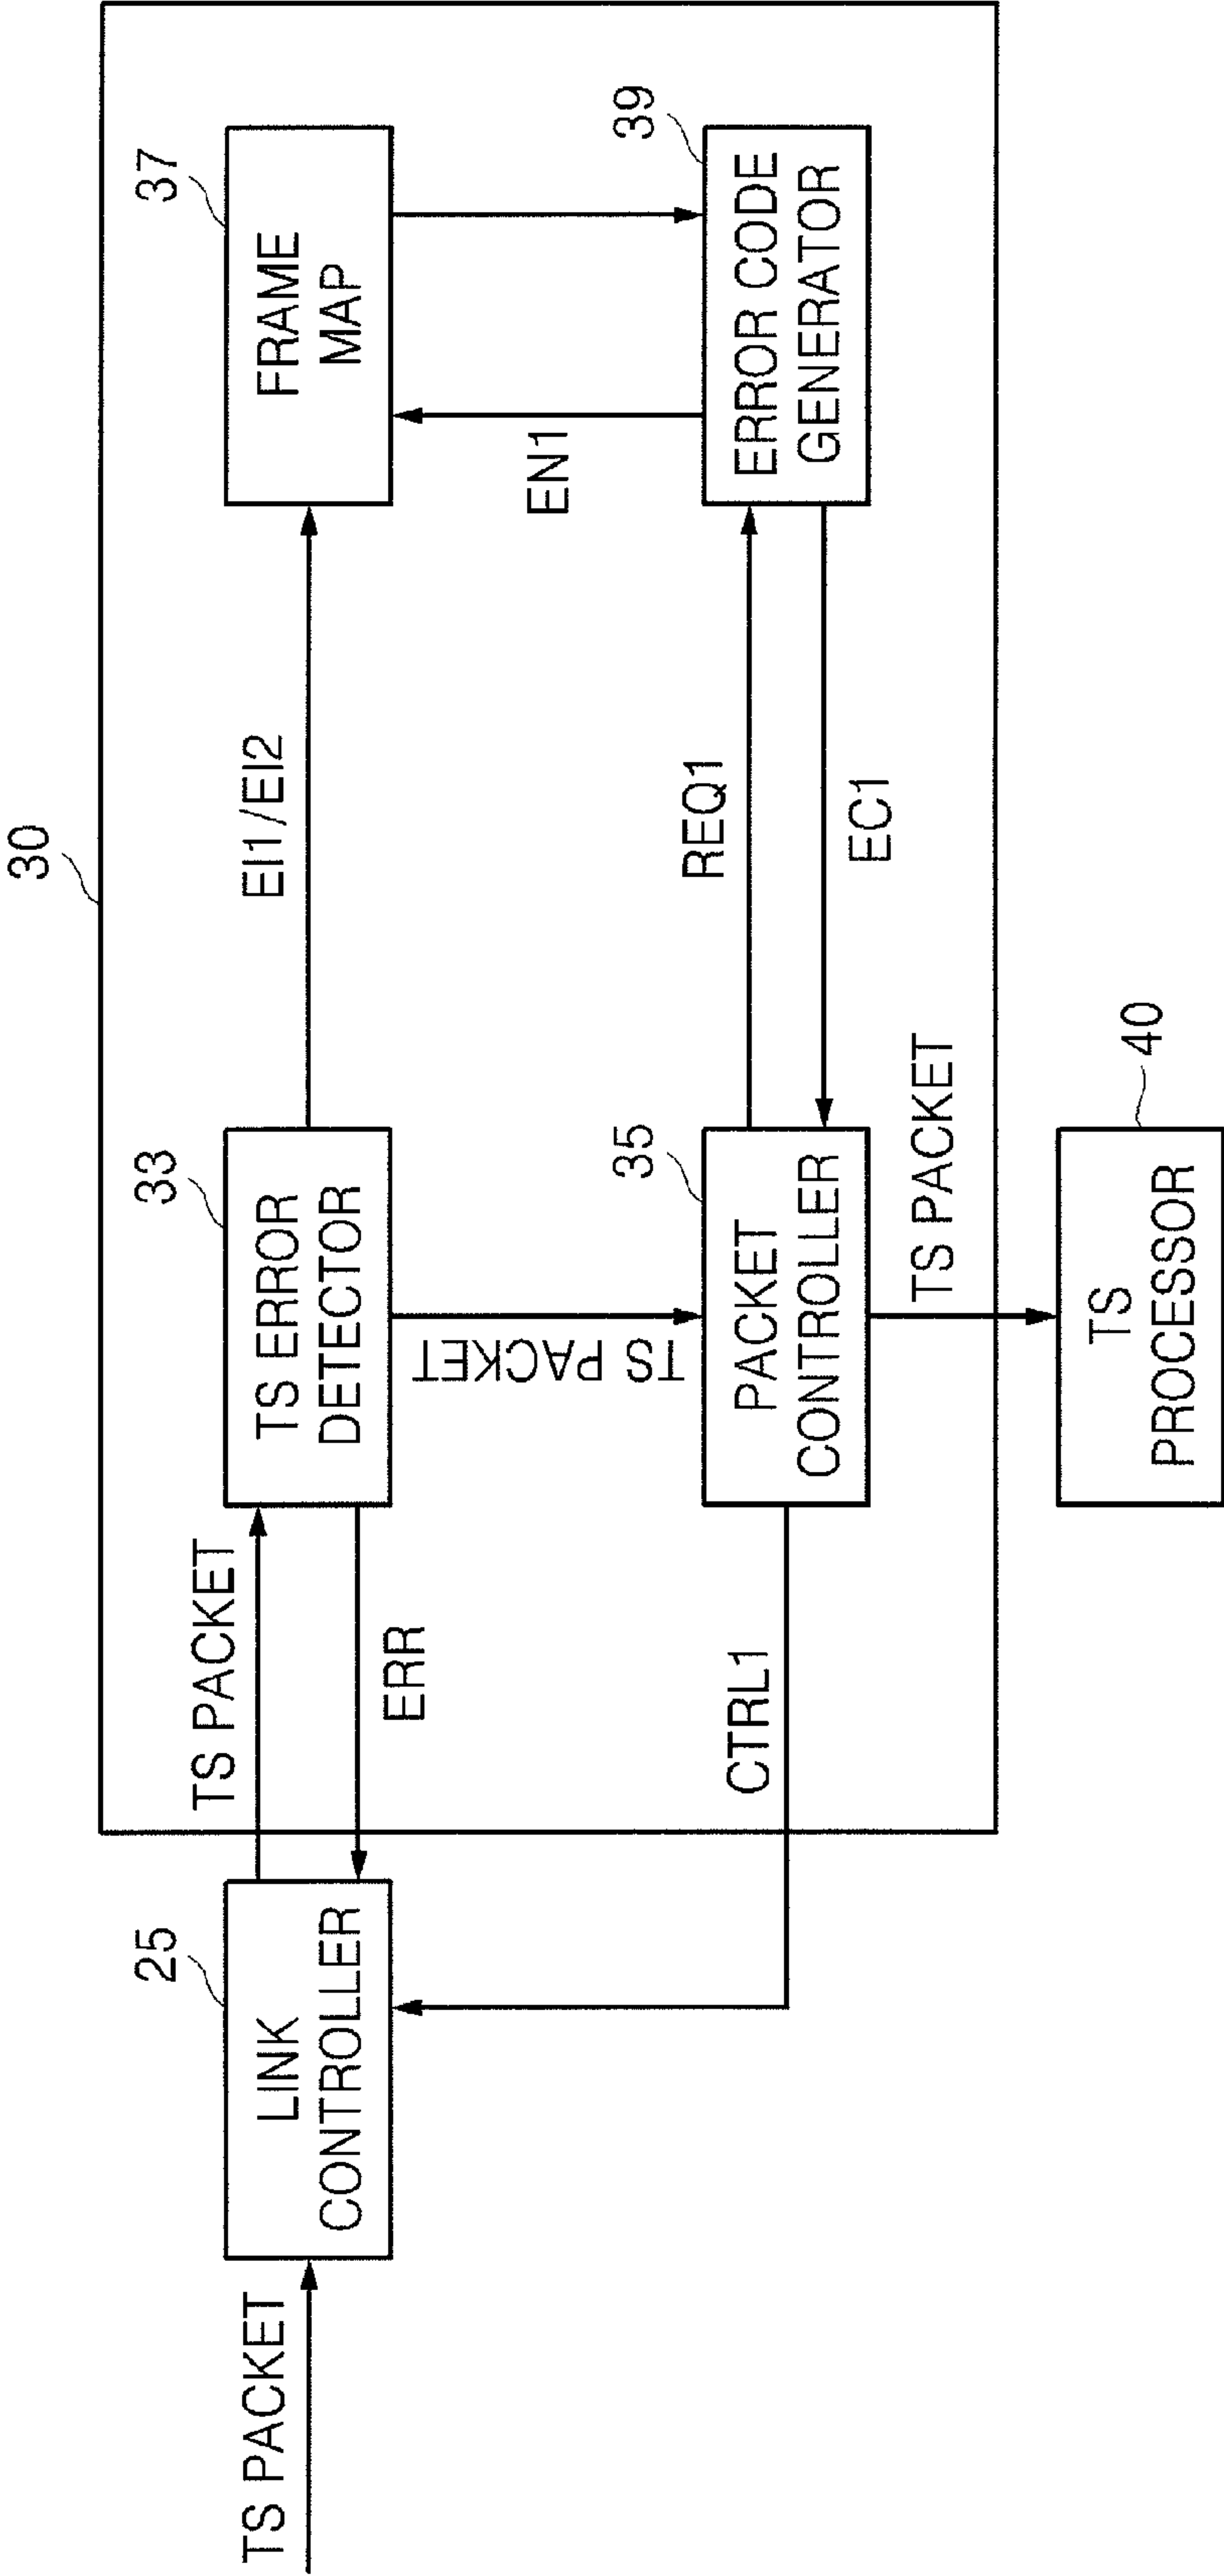 30
TS PACKET
25
LINK
CONTROLLER
TS PACKET
ERR
CTRL1
33
TS ERROR
DETECTOR
TS PACKET
35
PACKET
CONTROLLER
TS PACKET
40
TS
PROCESSOR
EI1/EI2
REQ1
EC1
37
FRAME
MAP
EN1
39
ERROR CODE
GENERATOR